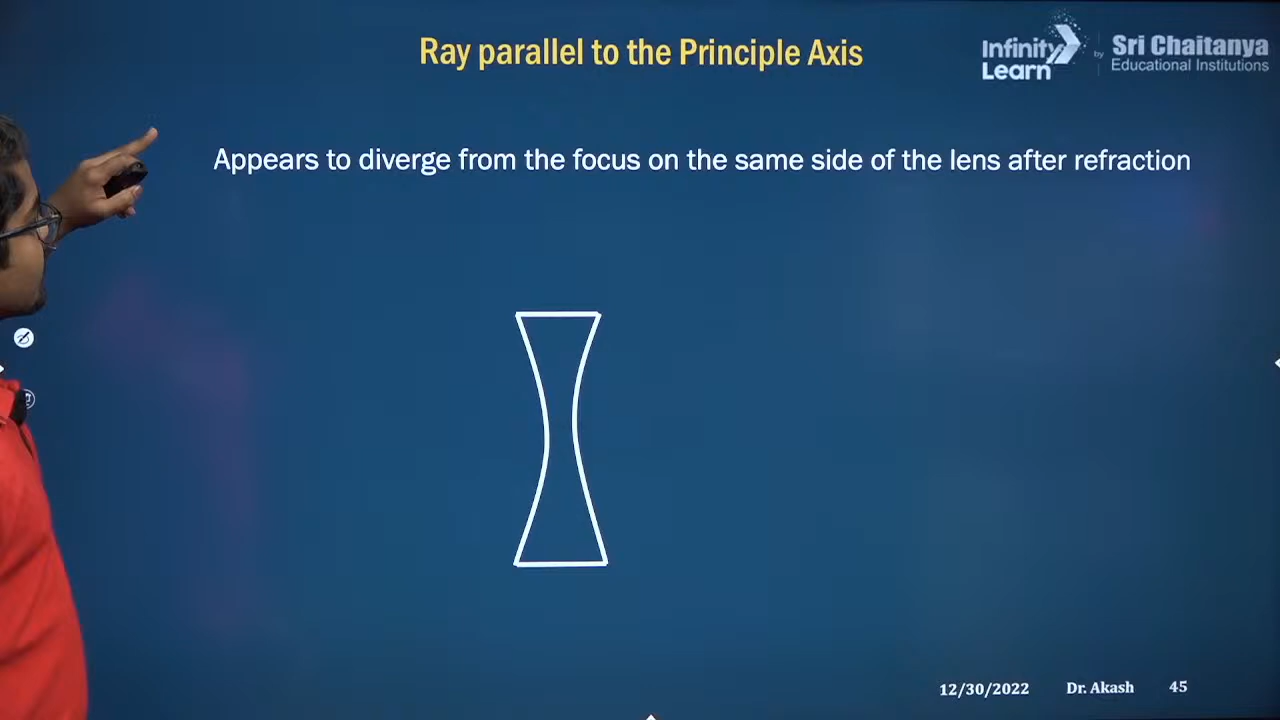 Ray parallel to the Principle Axis
Infinity
Learn
by
Sri Chaitanya
Educational Institutions
Appears to diverge from the focus on the same side of the lens after refraction
12/30/2022 Dr. Akash 45